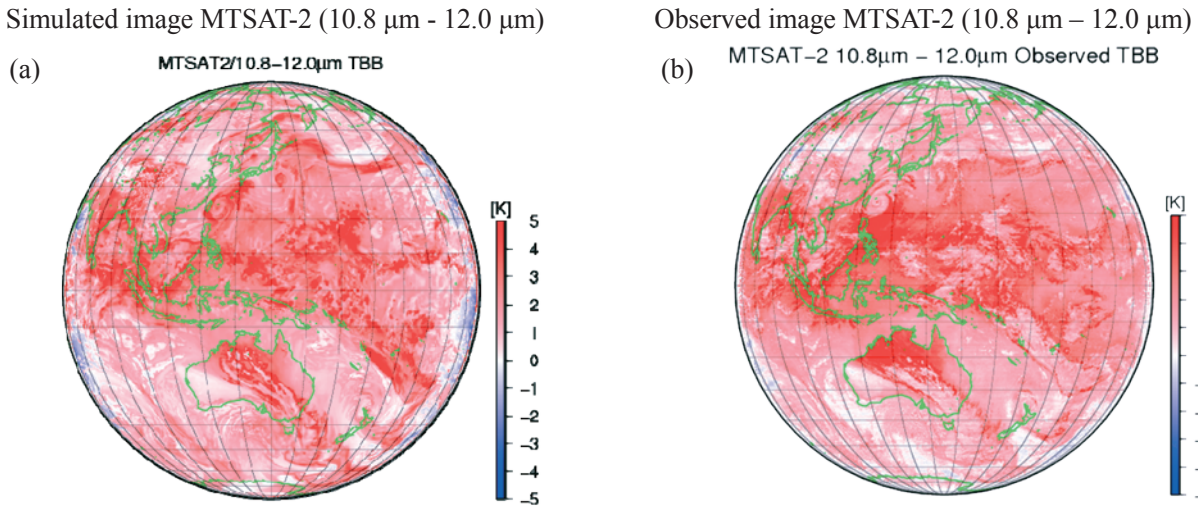 Simulated image MTSAT-2 (10.8 μm - 12.0 μm)
Observed image MTSAT-2 (10.8 μm – 12.0 μm)
(a)
MTSAT2/10.8-12.0μm TBB
(b)
MTSAT-2 10.8μm - 12.0μm Observed TBB
[K]
5
4
3
2
1
0
-1
-2
-3
-4
-5
[K]